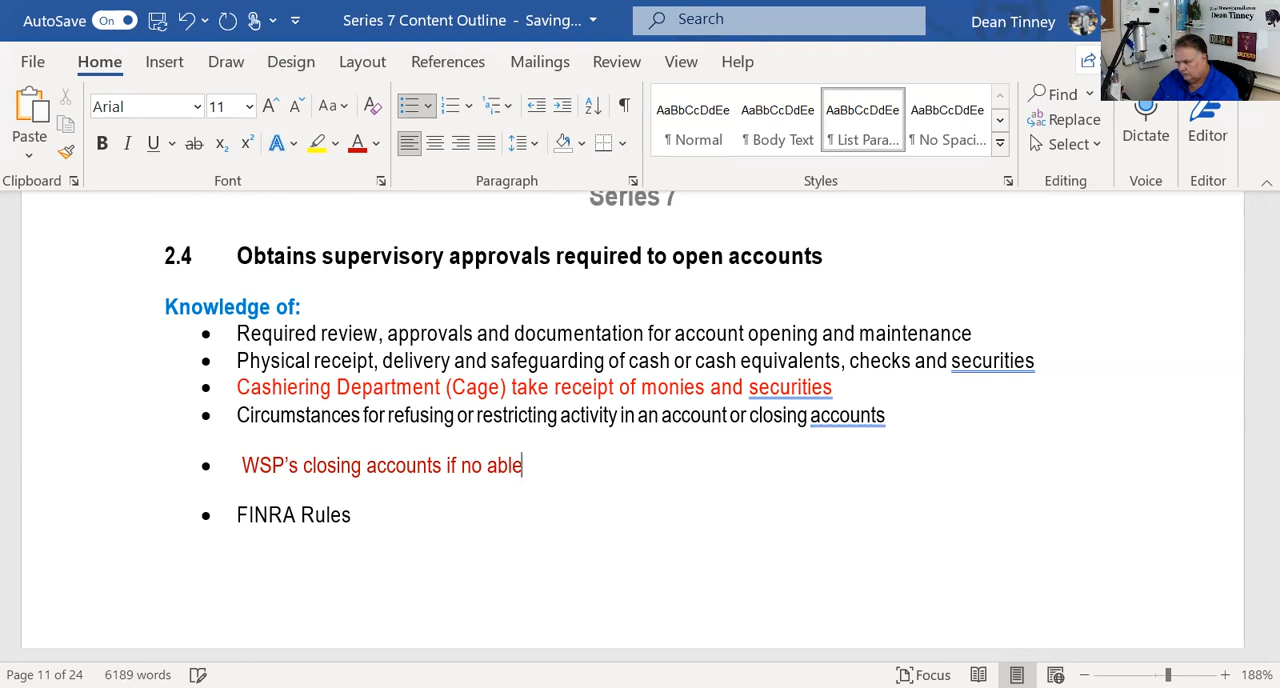 AutoSave On Series 7 Content Outline - Saving... Search Dean Tinney
File Home Insert Draw Design Layout References Mailings Review View Help
Paste
Arial 11 Aa
AaBbCcDdEe AaBbCcDdEe AaBbCcDdEe AaBbCcDdEe
¶ Normal ¶ Body Text ¶ List Para... ¶ No Spaci...
Find
Replace
Select
Dictate
Editor
Clipboard Font Paragraph Styles Editing Voice Editor
Series 7
2.4 Obtains supervisory approvals required to open accounts
Knowledge of:
• Required review, approvals and documentation for account opening and maintenance
• Physical receipt, delivery and safeguarding of cash or cash equivalents, checks and securities
• Cashiering Department (Cage) take receipt of monies and securities
• Circumstances for refusing or restricting activity in an account or closing accounts
• WSP's closing accounts if no able
• FINRA Rules
Page 11 of 24 6189 words Focus 188%